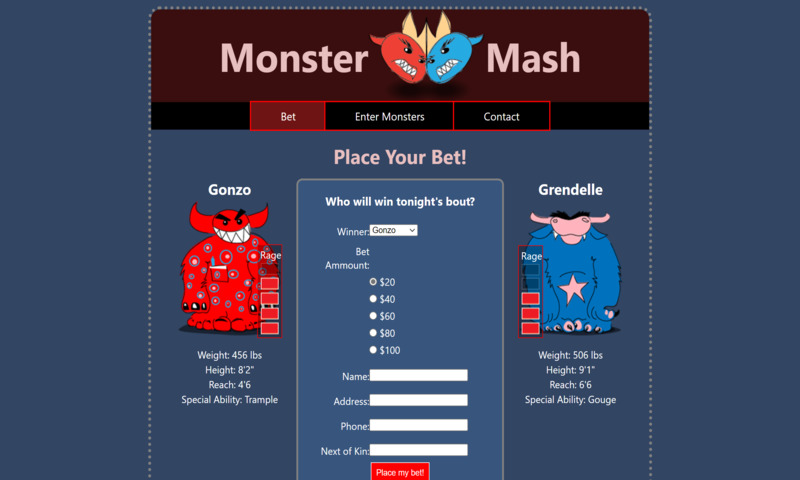 Monster Mash
Bet Enter Monsters Contact
Place Your Bet!
Gonzo
Rage
Weight: 456 lbs
Height: 8'2"
Reach: 4'6
Special Ability: Trample
Who will win tonight's bout?
Winner: Gonzo
Bet
Ammount:
$20
$40
$60
$80
$100
Name:
Address:
Phone:
Next of Kin:
Place my bet!
Grendelle
Rage
Weight: 506 lbs
Height: 9'1"
Reach: 6'6
Special Ability: Gouge